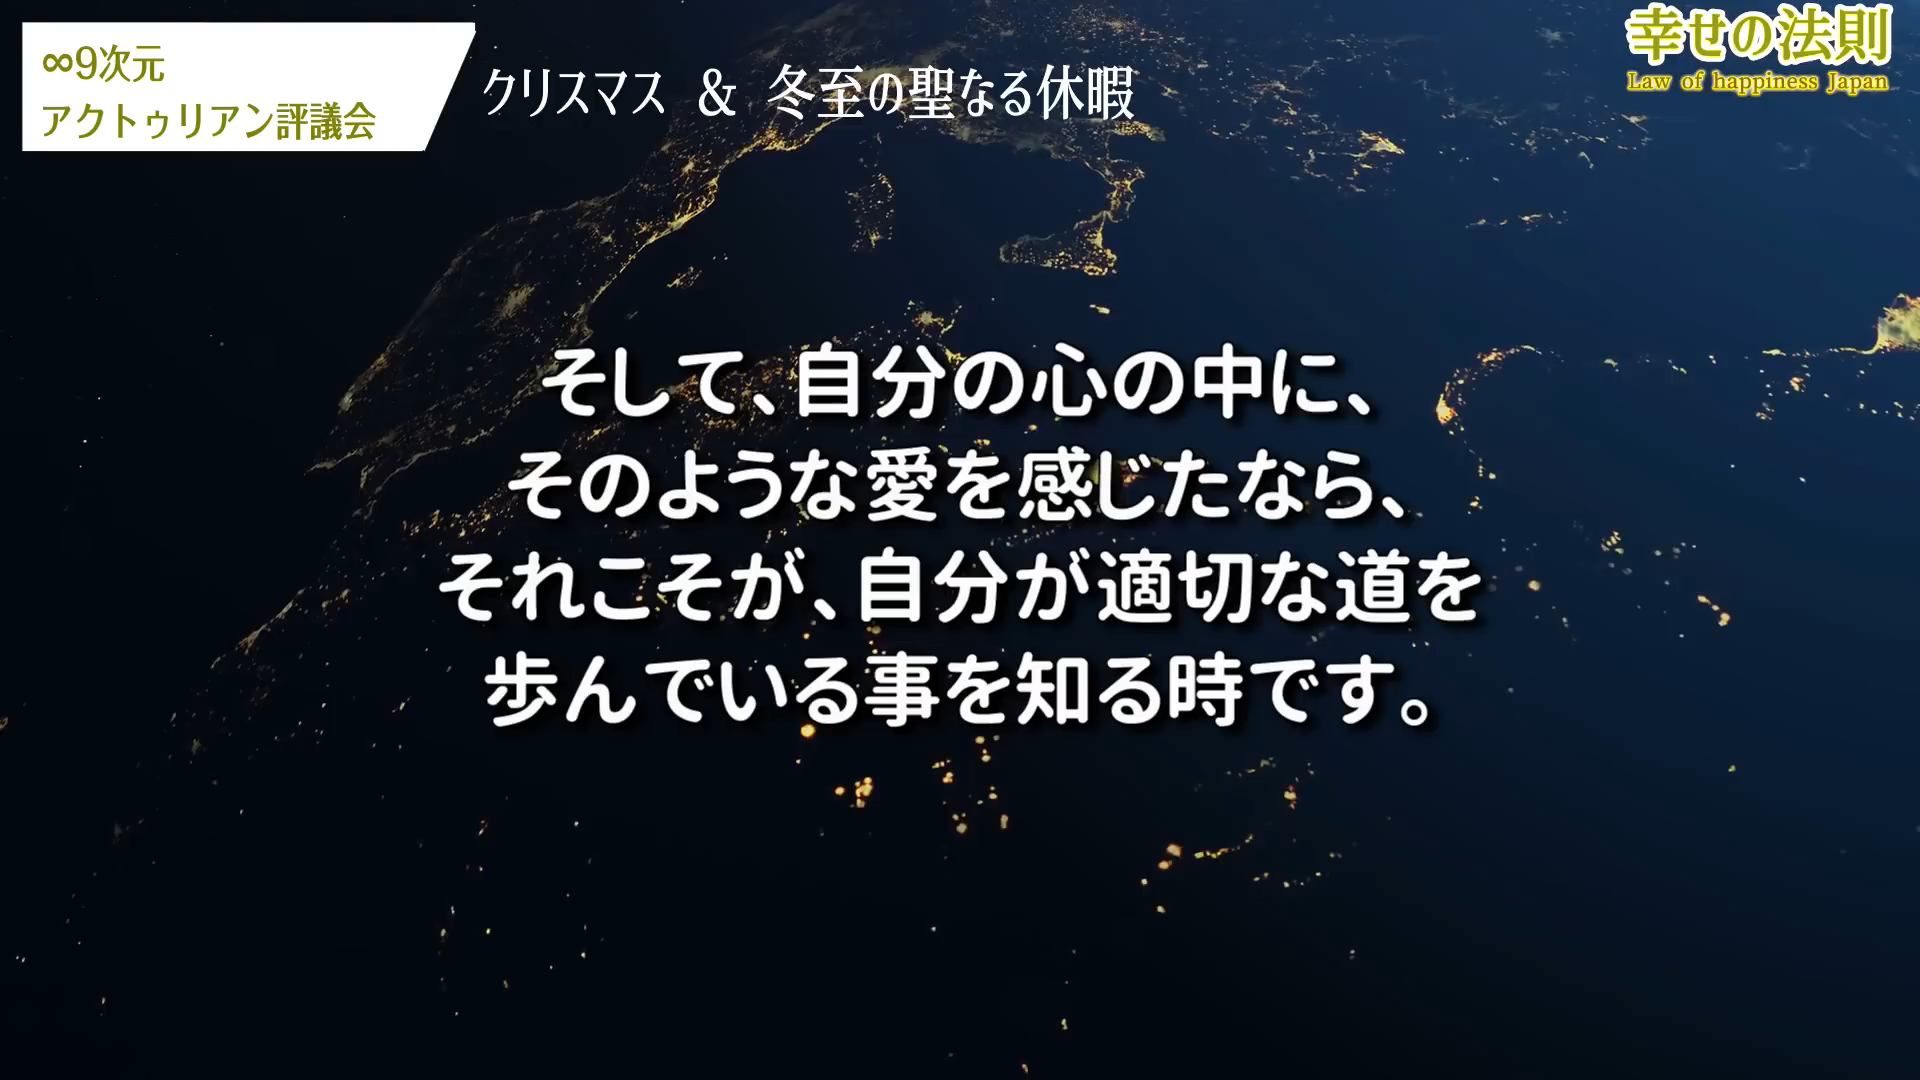 ∞9次元
アクトゥリアン評議会
クリスマス ＆ 冬至の聖なる休暇
幸せの法則
Law of happiness Japan
そして、自分の心の中に、
そのような愛を感じたなら、
それこそが、自分が適切な道を
歩んでいる事を知る時です。